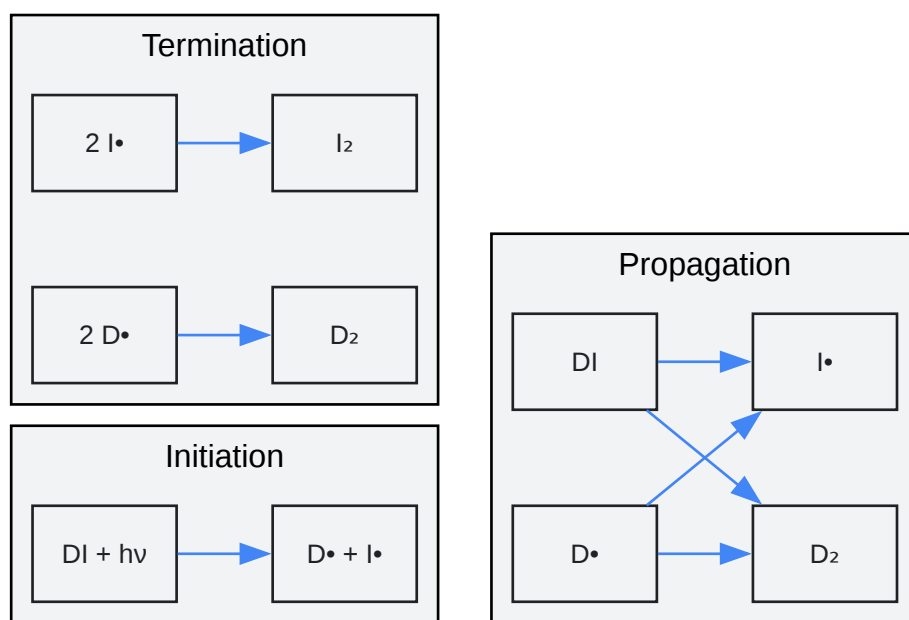 Termination
2 I•
I₂
2 D•
D₂
Initiation
DI + hν
D• + I•
Propagation
DI
I•
D•
D₂